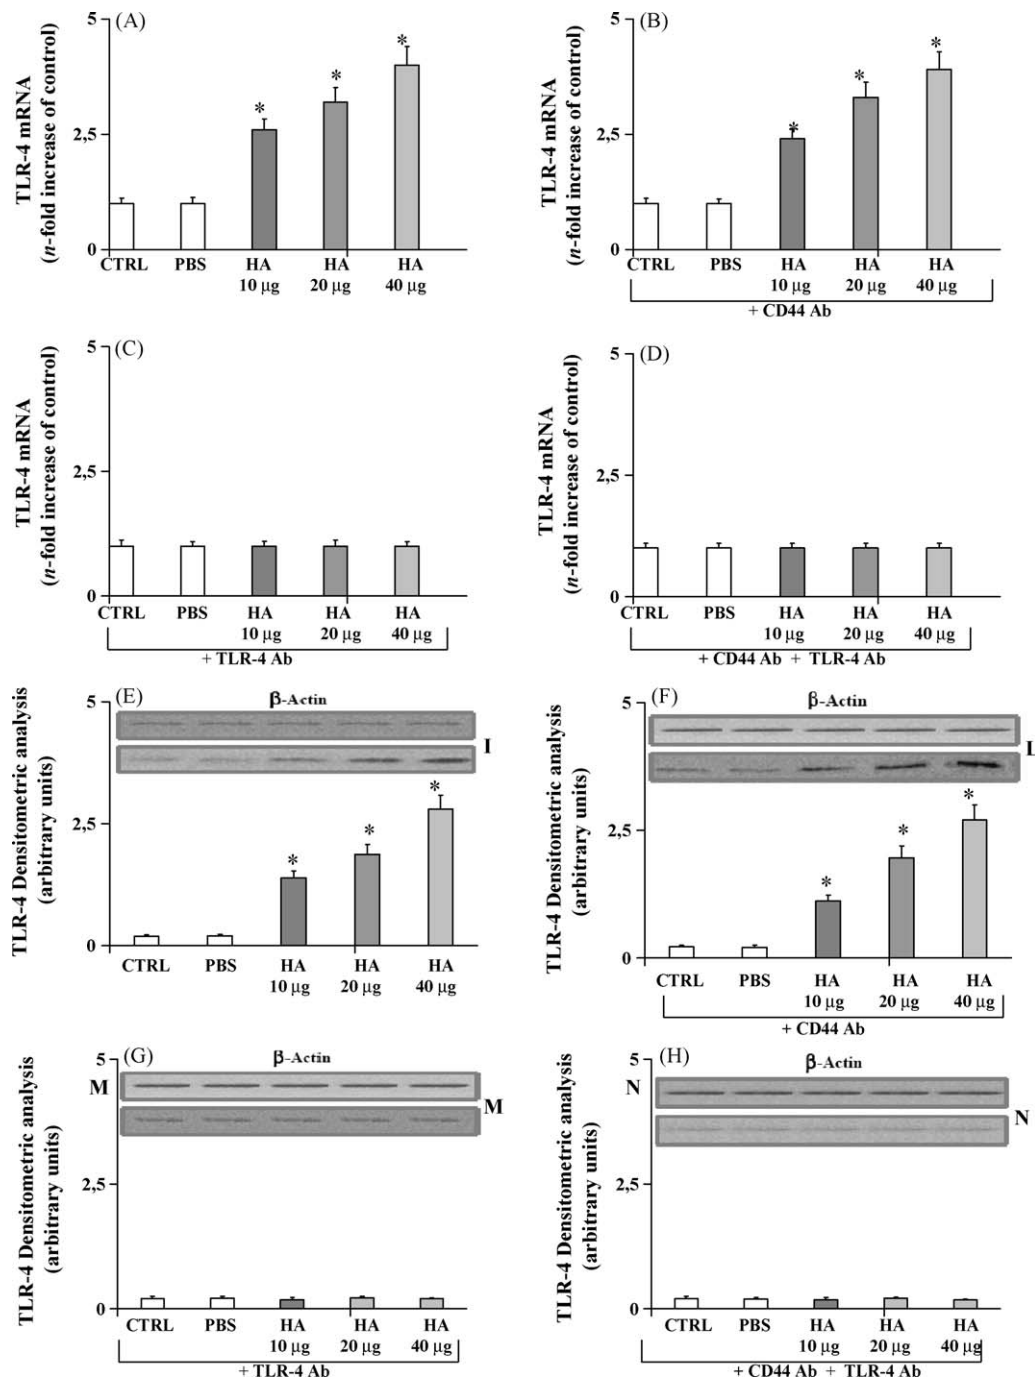 (A)
TLR-4 mRNA
(n-fold increase of control)
5
2,5
0
*
*
*
CTRL PBS HA HA HA
10 µg 20 µg 40 µg
(B)
TLR-4 mRNA
(n-fold increase of control)
5
2,5
0
*
*
*
CTRL PBS HA HA HA
10 µg 20 µg 40 µg
+ CD44 Ab
(C)
TLR-4 mRNA
(n-fold increase of control)
5
2,5
0
CTRL PBS HA HA HA
10 µg 20 µg 40 µg
+ TLR-4 Ab
(D)
TLR-4 mRNA
(n-fold increase of control)
5
2,5
0
CTRL PBS HA HA HA
10 µg 20 µg 40 µg
+ CD44 Ab + TLR-4 Ab
(E)
TLR-4 Densitometric analysis
(arbitrary units)
5
2,5
0
β-Actin
I
*
*
*
CTRL PBS HA HA HA
10 µg 20 µg 40 µg
(F)
TLR-4 Densitometric analysis
(arbitrary units)
5
2,5
0
β-Actin
L
*
*
*
CTRL PBS HA HA HA
10 µg 20 µg 40 µg
+ CD44 Ab
(G)
TLR-4 Densitometric analysis
(arbitrary units)
5
2,5
0
β-Actin
M
M
CTRL PBS HA HA HA
10 µg 20 µg 40 µg
+ TLR-4 Ab
(H)
TLR-4 Densitometric analysis
(arbitrary units)
5
2,5
0
β-Actin
N
N
CTRL PBS HA HA HA
10 µg 20 µg 40 µg
+ CD44 Ab + TLR-4 Ab